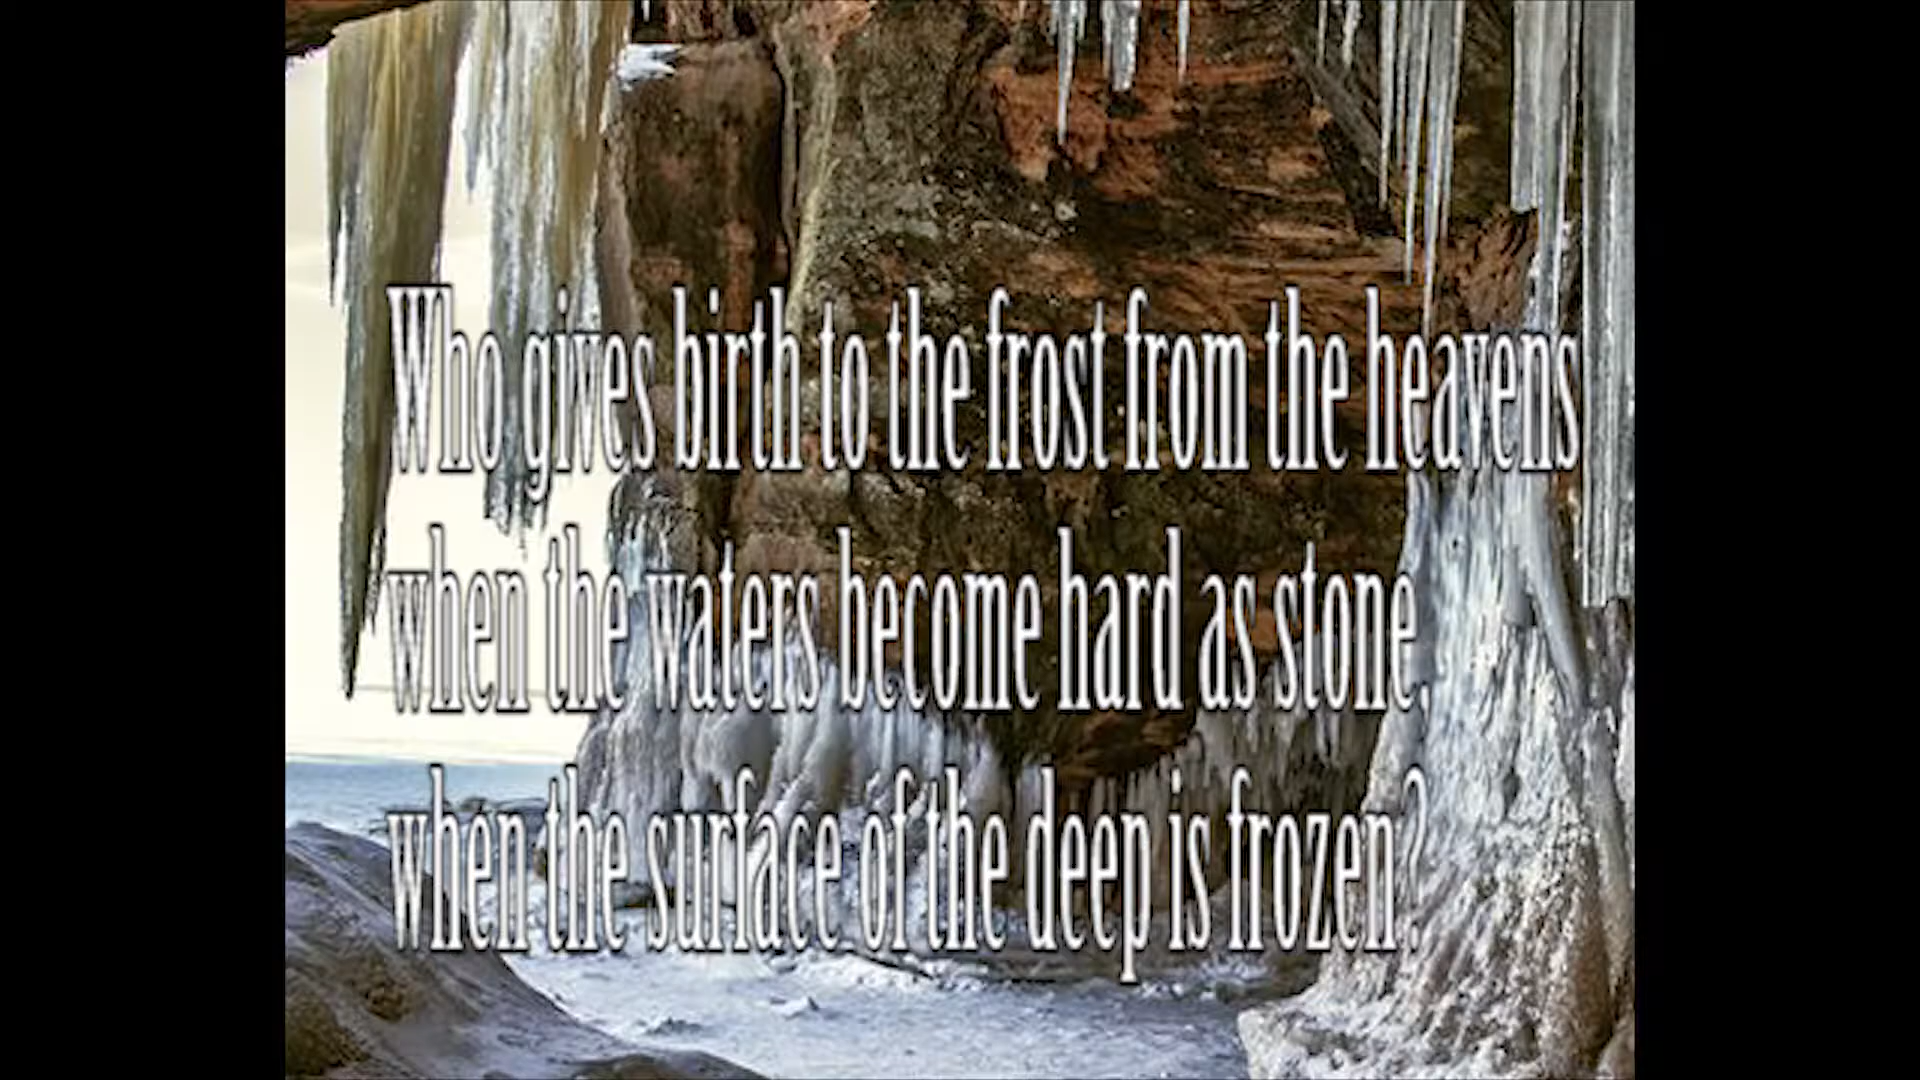 Who gives birth to the frost from the heavens
when the waters become hard as stone,
when the surface of the deep is frozen?